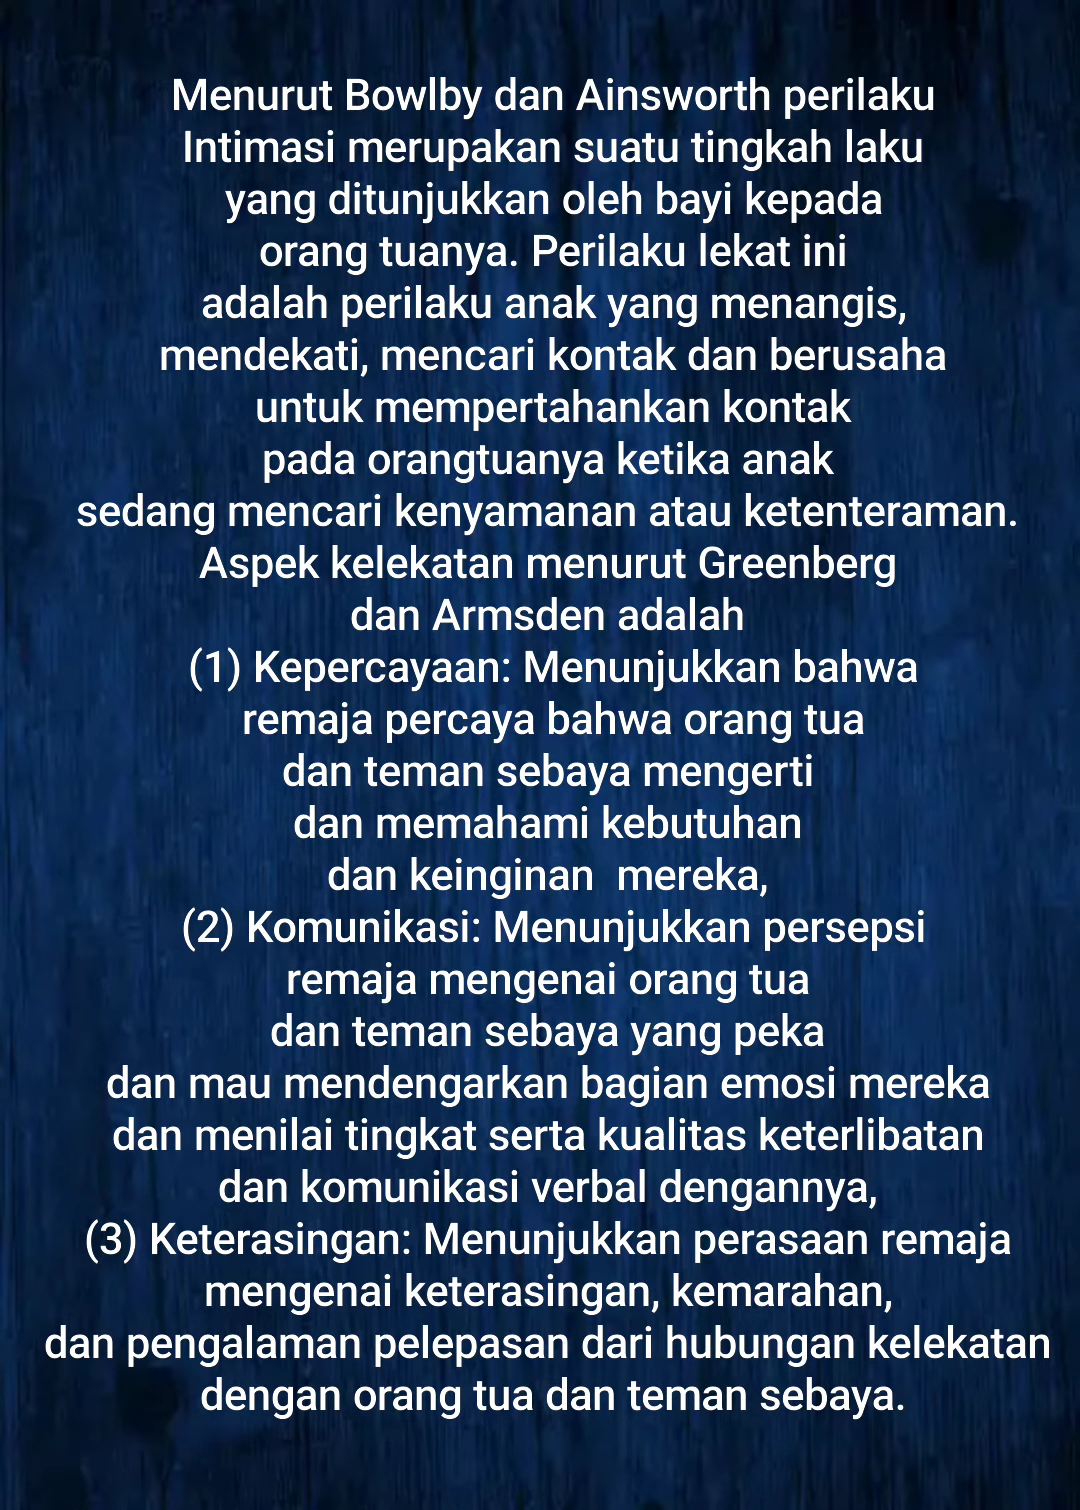 Menurut Bowlby dan Ainsworth perilaku
Intimasi merupakan suatu tingkah laku
yang ditunjukkan oleh bayi kepada
orang tuanya. Perilaku lekat ini
adalah perilaku anak yang menangis,
mendekati, mencari kontak dan berusaha
untuk mempertahankan kontak
pada orangtuanya ketika anak
sedang mencari kenyamanan atau ketenteraman.
Aspek kelekatan menurut Greenberg
dan Armsden adalah
(1) Kepercayaan: Menunjukkan bahwa
remaja percaya bahwa orang tua
dan teman sebaya mengerti
dan memahami kebutuhan
dan keinginan  mereka,
(2) Komunikasi: Menunjukkan persepsi
remaja mengenai orang tua
dan teman sebaya yang peka
dan mau mendengarkan bagian emosi mereka
dan menilai tingkat serta kualitas keterlibatan
dan komunikasi verbal dengannya,
(3) Keterasingan: Menunjukkan perasaan remaja
mengenai keterasingan, kemarahan,
dan pengalaman pelepasan dari hubungan kelekatan
dengan orang tua dan teman sebaya.